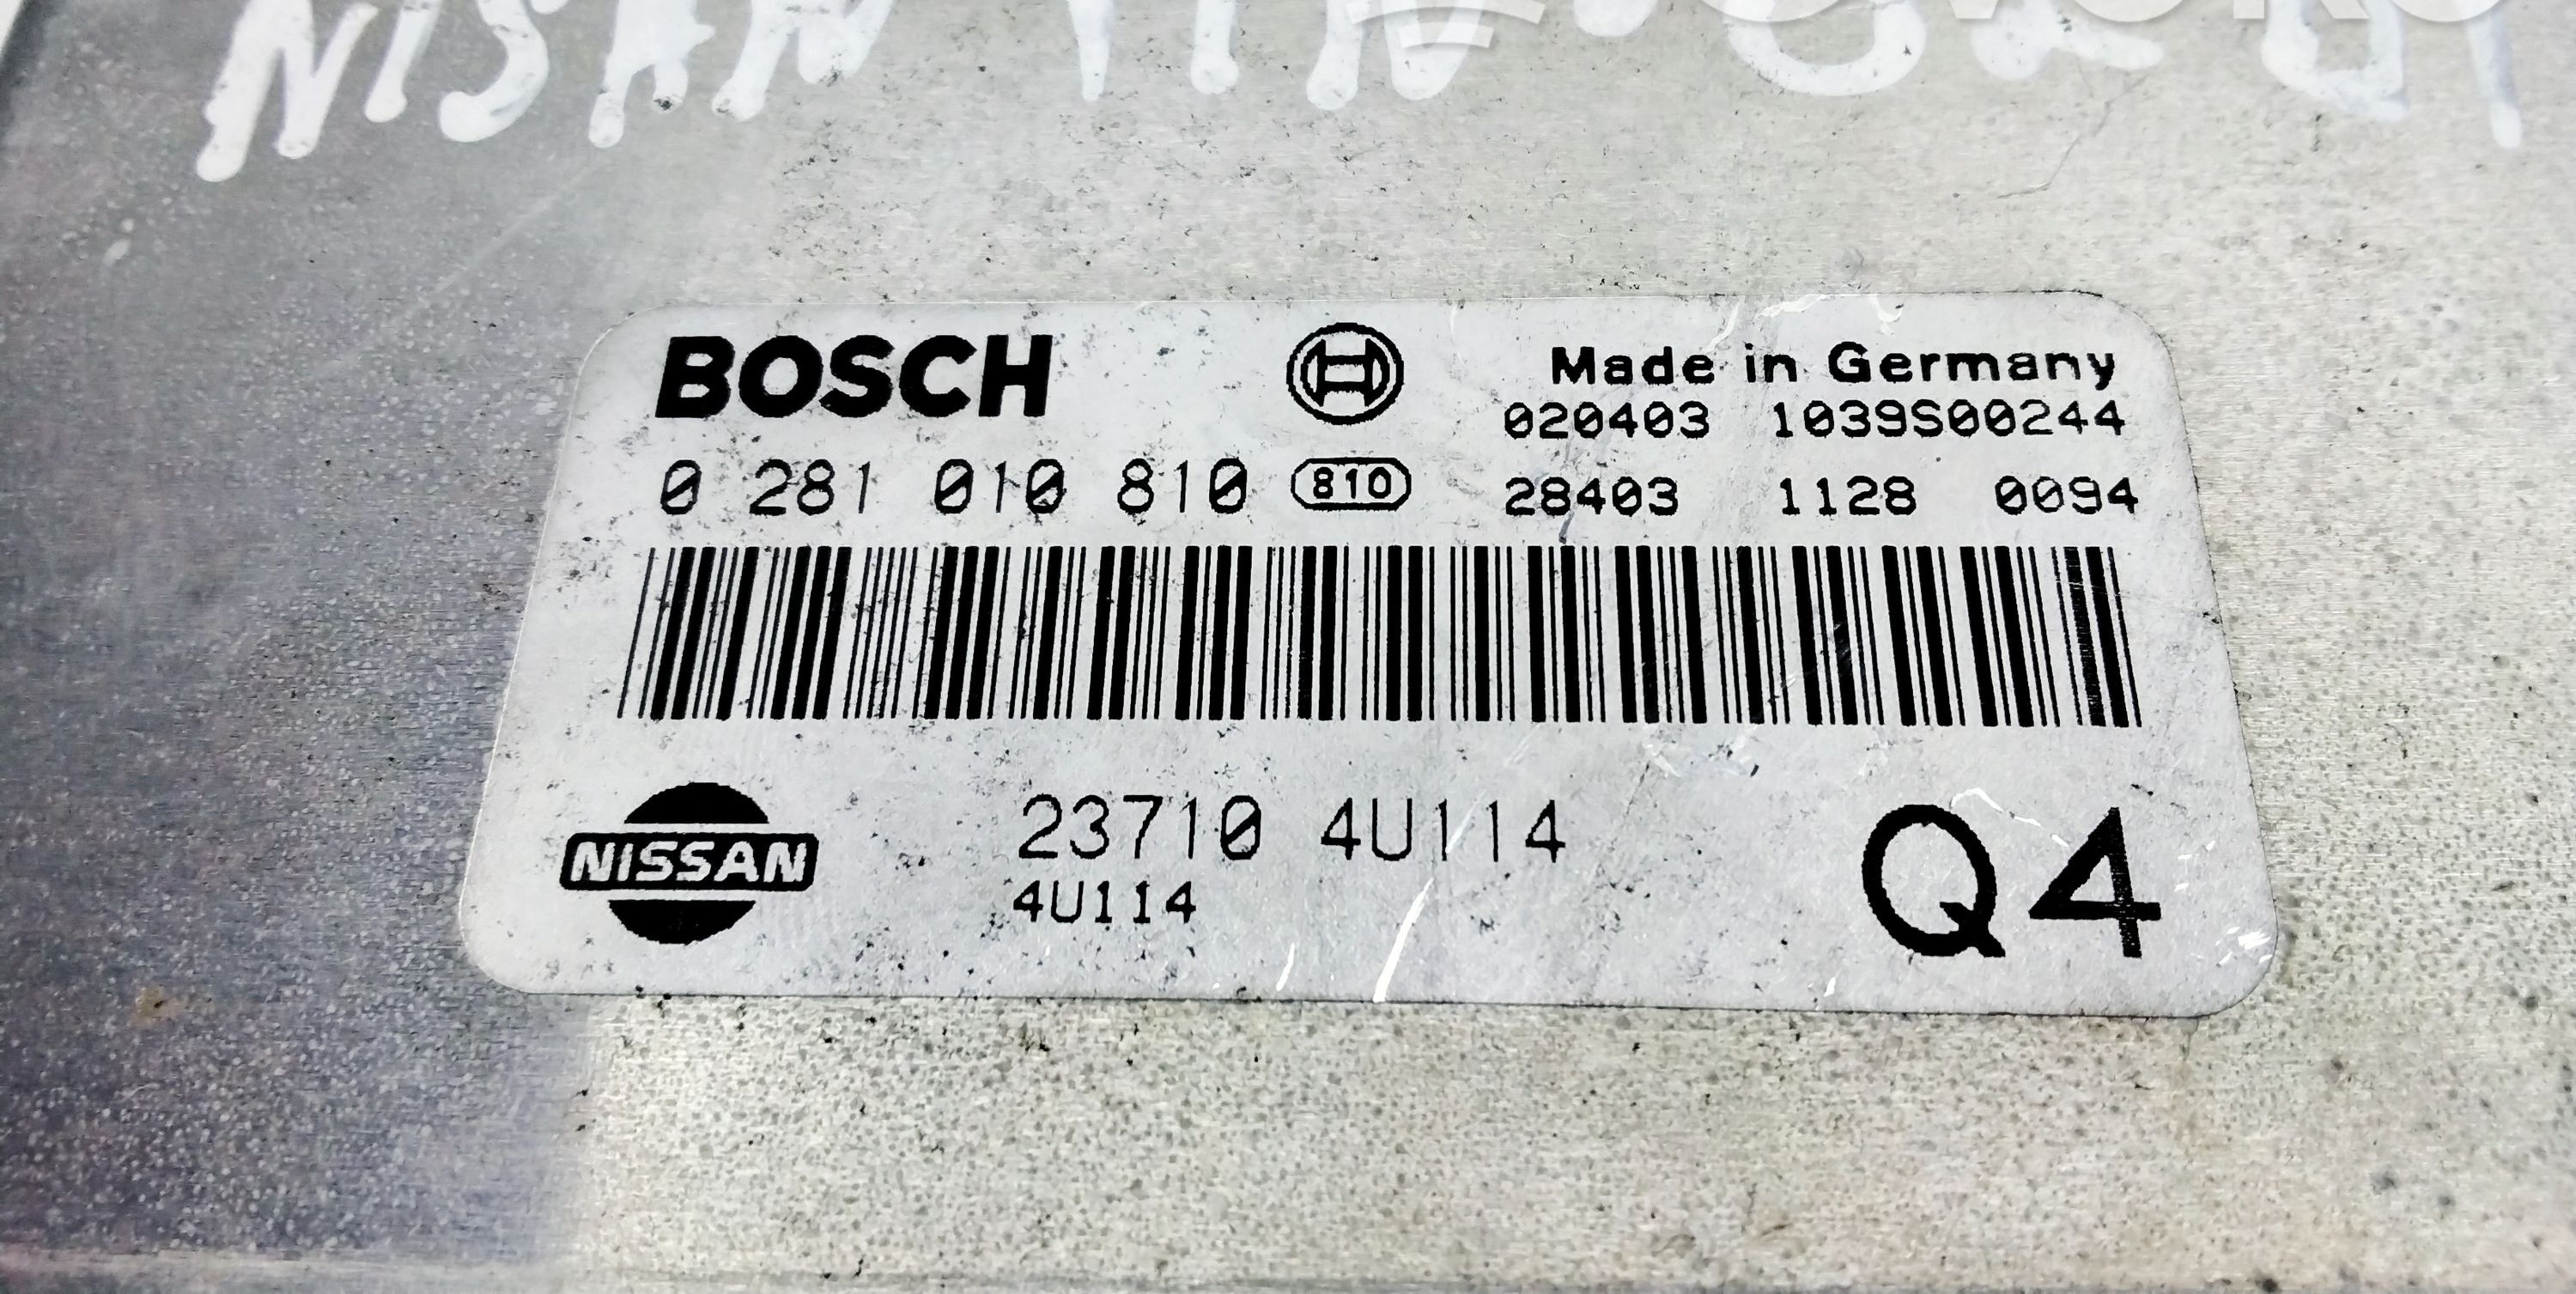 NISAN
BOSCH
Made in Germany
020403 1039S00244
0 281 010 810 810 28403 1128 0094
NISSAN
23710 4U114
4U114
Q4